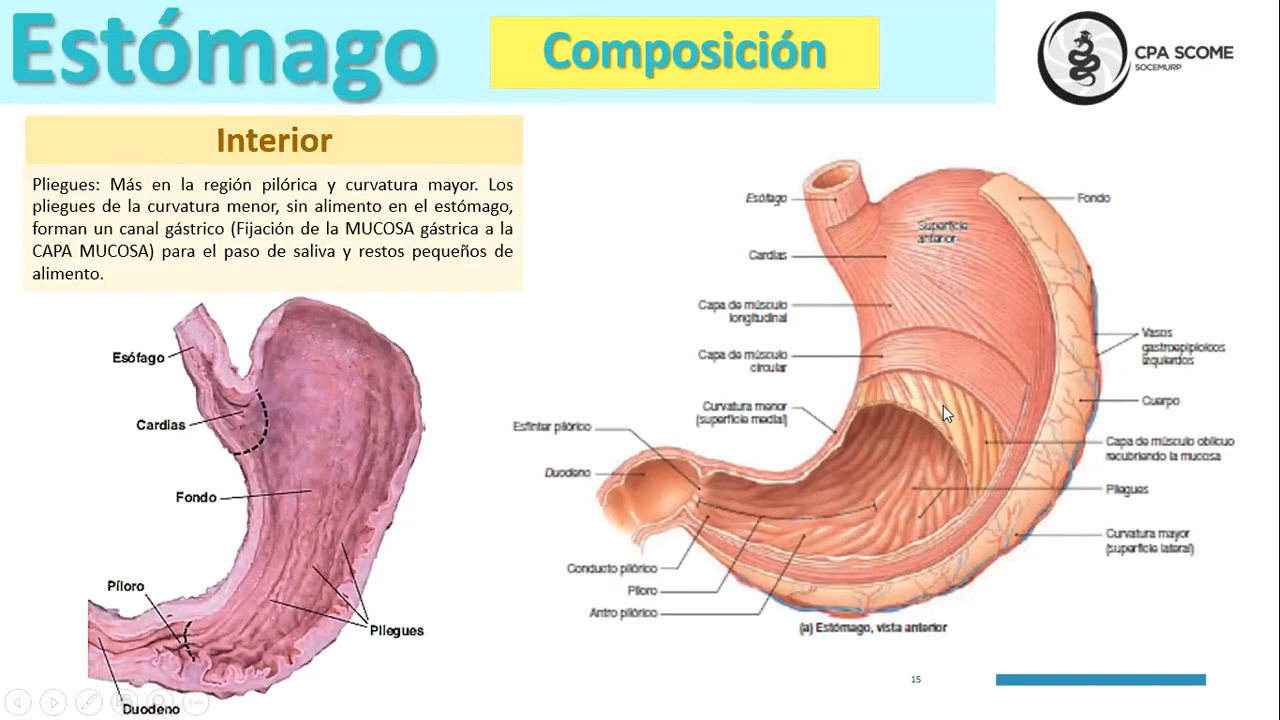 Estómago
Composición
CPA SCOME
SOCEMURP
Interior
Pliegues: Más en la región pilórica y curvatura mayor. Los
plieges de la curvatura menor, sin alimento en el estómago,
forman un canal gástrico (Fijación de la MUCOSA gástrica a la
CAPA MUCOSA) para el paso de saliva y restos pequeños de
alimento.
Esófago
Cardias
Fondo
Píloro
Pliegues
Duodeno
Esófago
Superficie
anterior
Fondo
Cardias
Capa de músculo
longitudinal
Capa de músculo
circular
Vasos
gastroepiploicos
izquierdos
Curvatura menor
(superficie medial)
Cuerpo
Esfínter pilórico
Capa de músculo oblicuo
recubriendo la mucosa
Duodeno
Pliegues
Curvatura mayor
(superficie lateral)
Conducto pilórico
Píloro
Antro pilórico
(a) Estómago, vista anterior
15